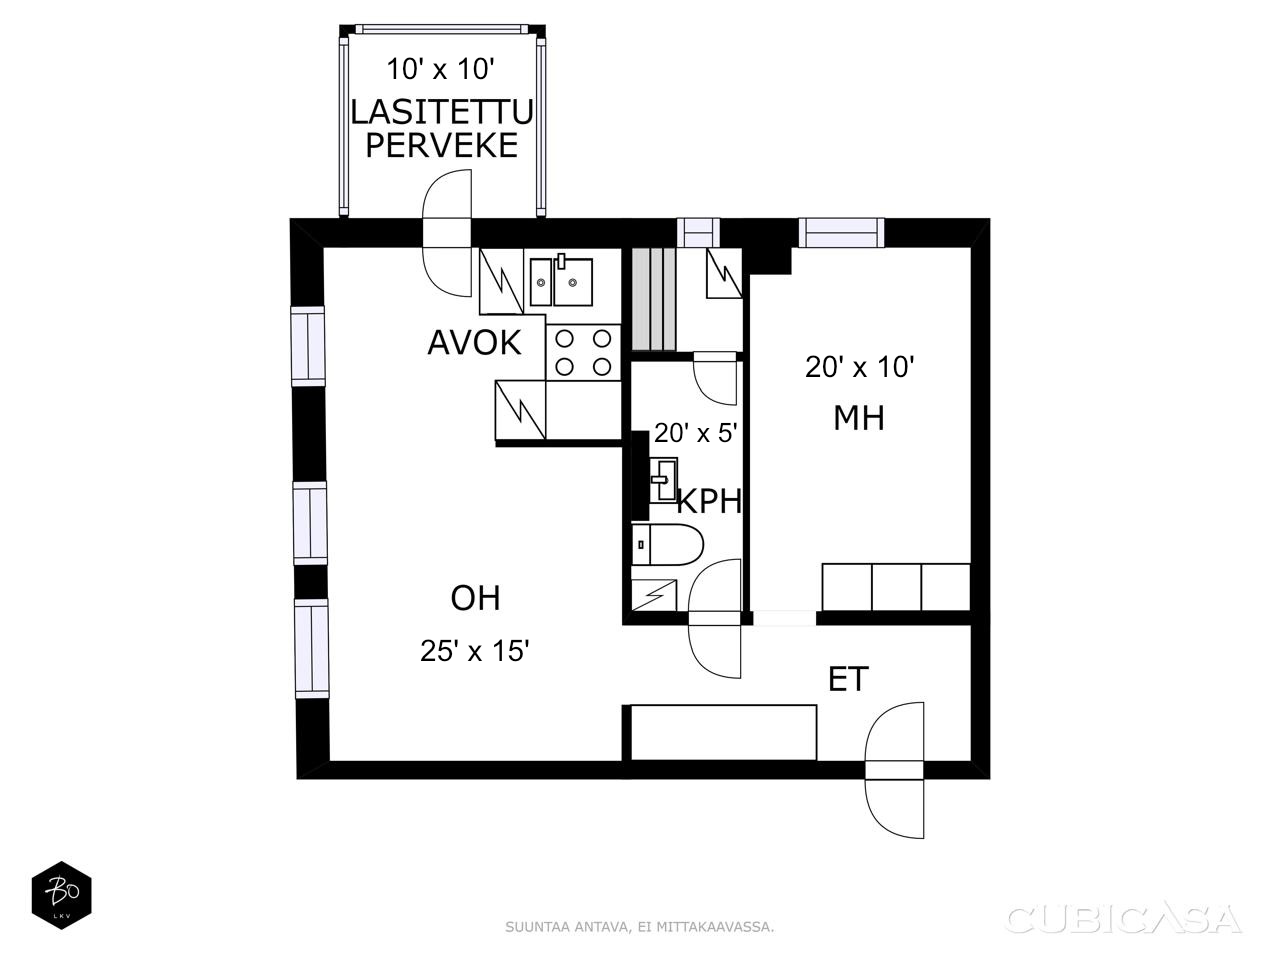 10' x 10'
LASITETTU
PERVEKE
AVOK
20' x 10'
MH
20' x 5'
KPH
OH
25' x 15'
ET
Bo
LKV
SUUNTAA ANTAVA, EI MITTAKAAVASSA.
CUBICASA